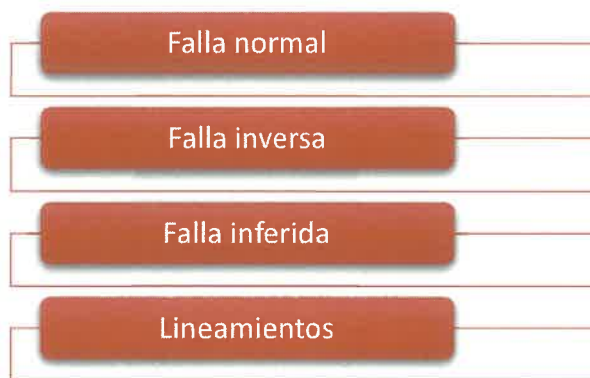 Falla normal
Falla inversa
Falla inferida
Lineamientos